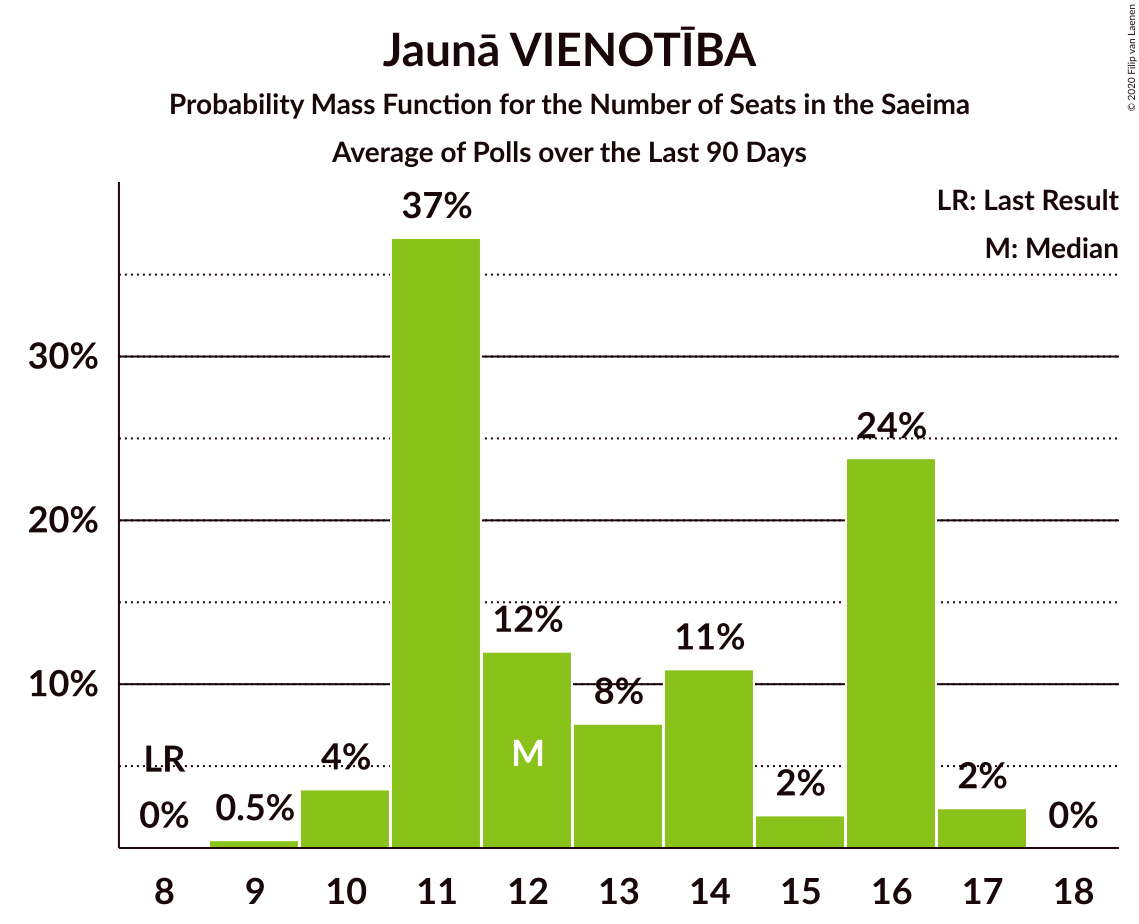 Jaunā VIENOTĪBA
Probability Mass Function for the Number of Seats in the Saeima
Average of Polls over the Last 90 Days
© 2020 Filip van Laenen
LR: Last Result
M: Median
37%
30%
24%
20%
12%
11%
10%
8%
M
LR
4%
2%
2%
0%
0.5%
0%
8 9 10 11 12 13 14 15 16 17 18